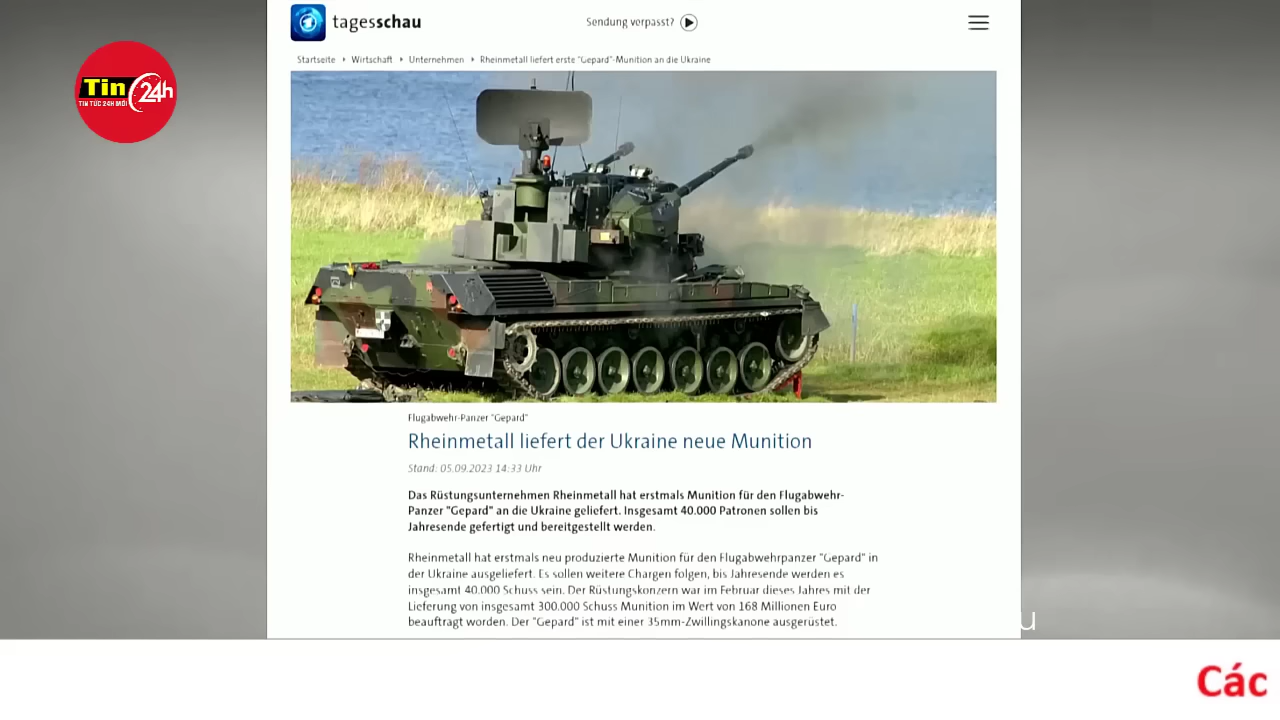 tagesschau
Sendung verpasst?
Startseite Wirtschaft Unternehmen Rheinmetall liefert erste "Gepard"-Munition an die Ukraine
Tin 24h
TIN TỨC 24H MỚI
Flugabwehr-Panzer "Gepard"
Rheinmetall liefert der Ukraine neue Munition
Stand: 05.09.2023 14:33 Uhr
Das Rüstungsunternehmen Rheinmetall hat erstmals Munition für den Flugabwehr-
Panzer "Gepard" an die Ukraine geliefert. Insgesamt 40.000 Patronen sollen bis
Jahresende gefertigt und bereitgestellt werden.
Rheinmetall hat erstmals neu produzierte Munition für den Flugabwehrpanzer "Gepard" in
der Ukraine ausgeliefert. Es sollen weitere Chargen folgen, bis Jahresende werden es
insgesamt 40.000 Schuss sein. Der Rüstungskonzern war im Februar dieses Jahres mit der
Lieferung von insgesamt 300.000 Schuss Munition im Wert von 168 Millionen Euro
beauftragt worden. Der "Gepard" ist mit einer 35mm-Zwillingskanone ausgerüstet.
u
Các